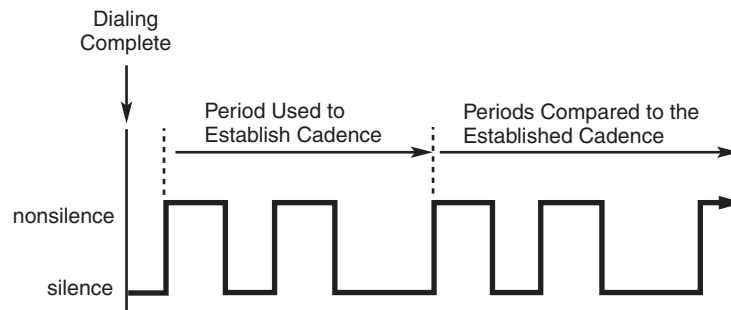 Dialing
Complete
Period Used to
Establish Cadence
Periods Compared to the
Established Cadence
nonsilence
silence